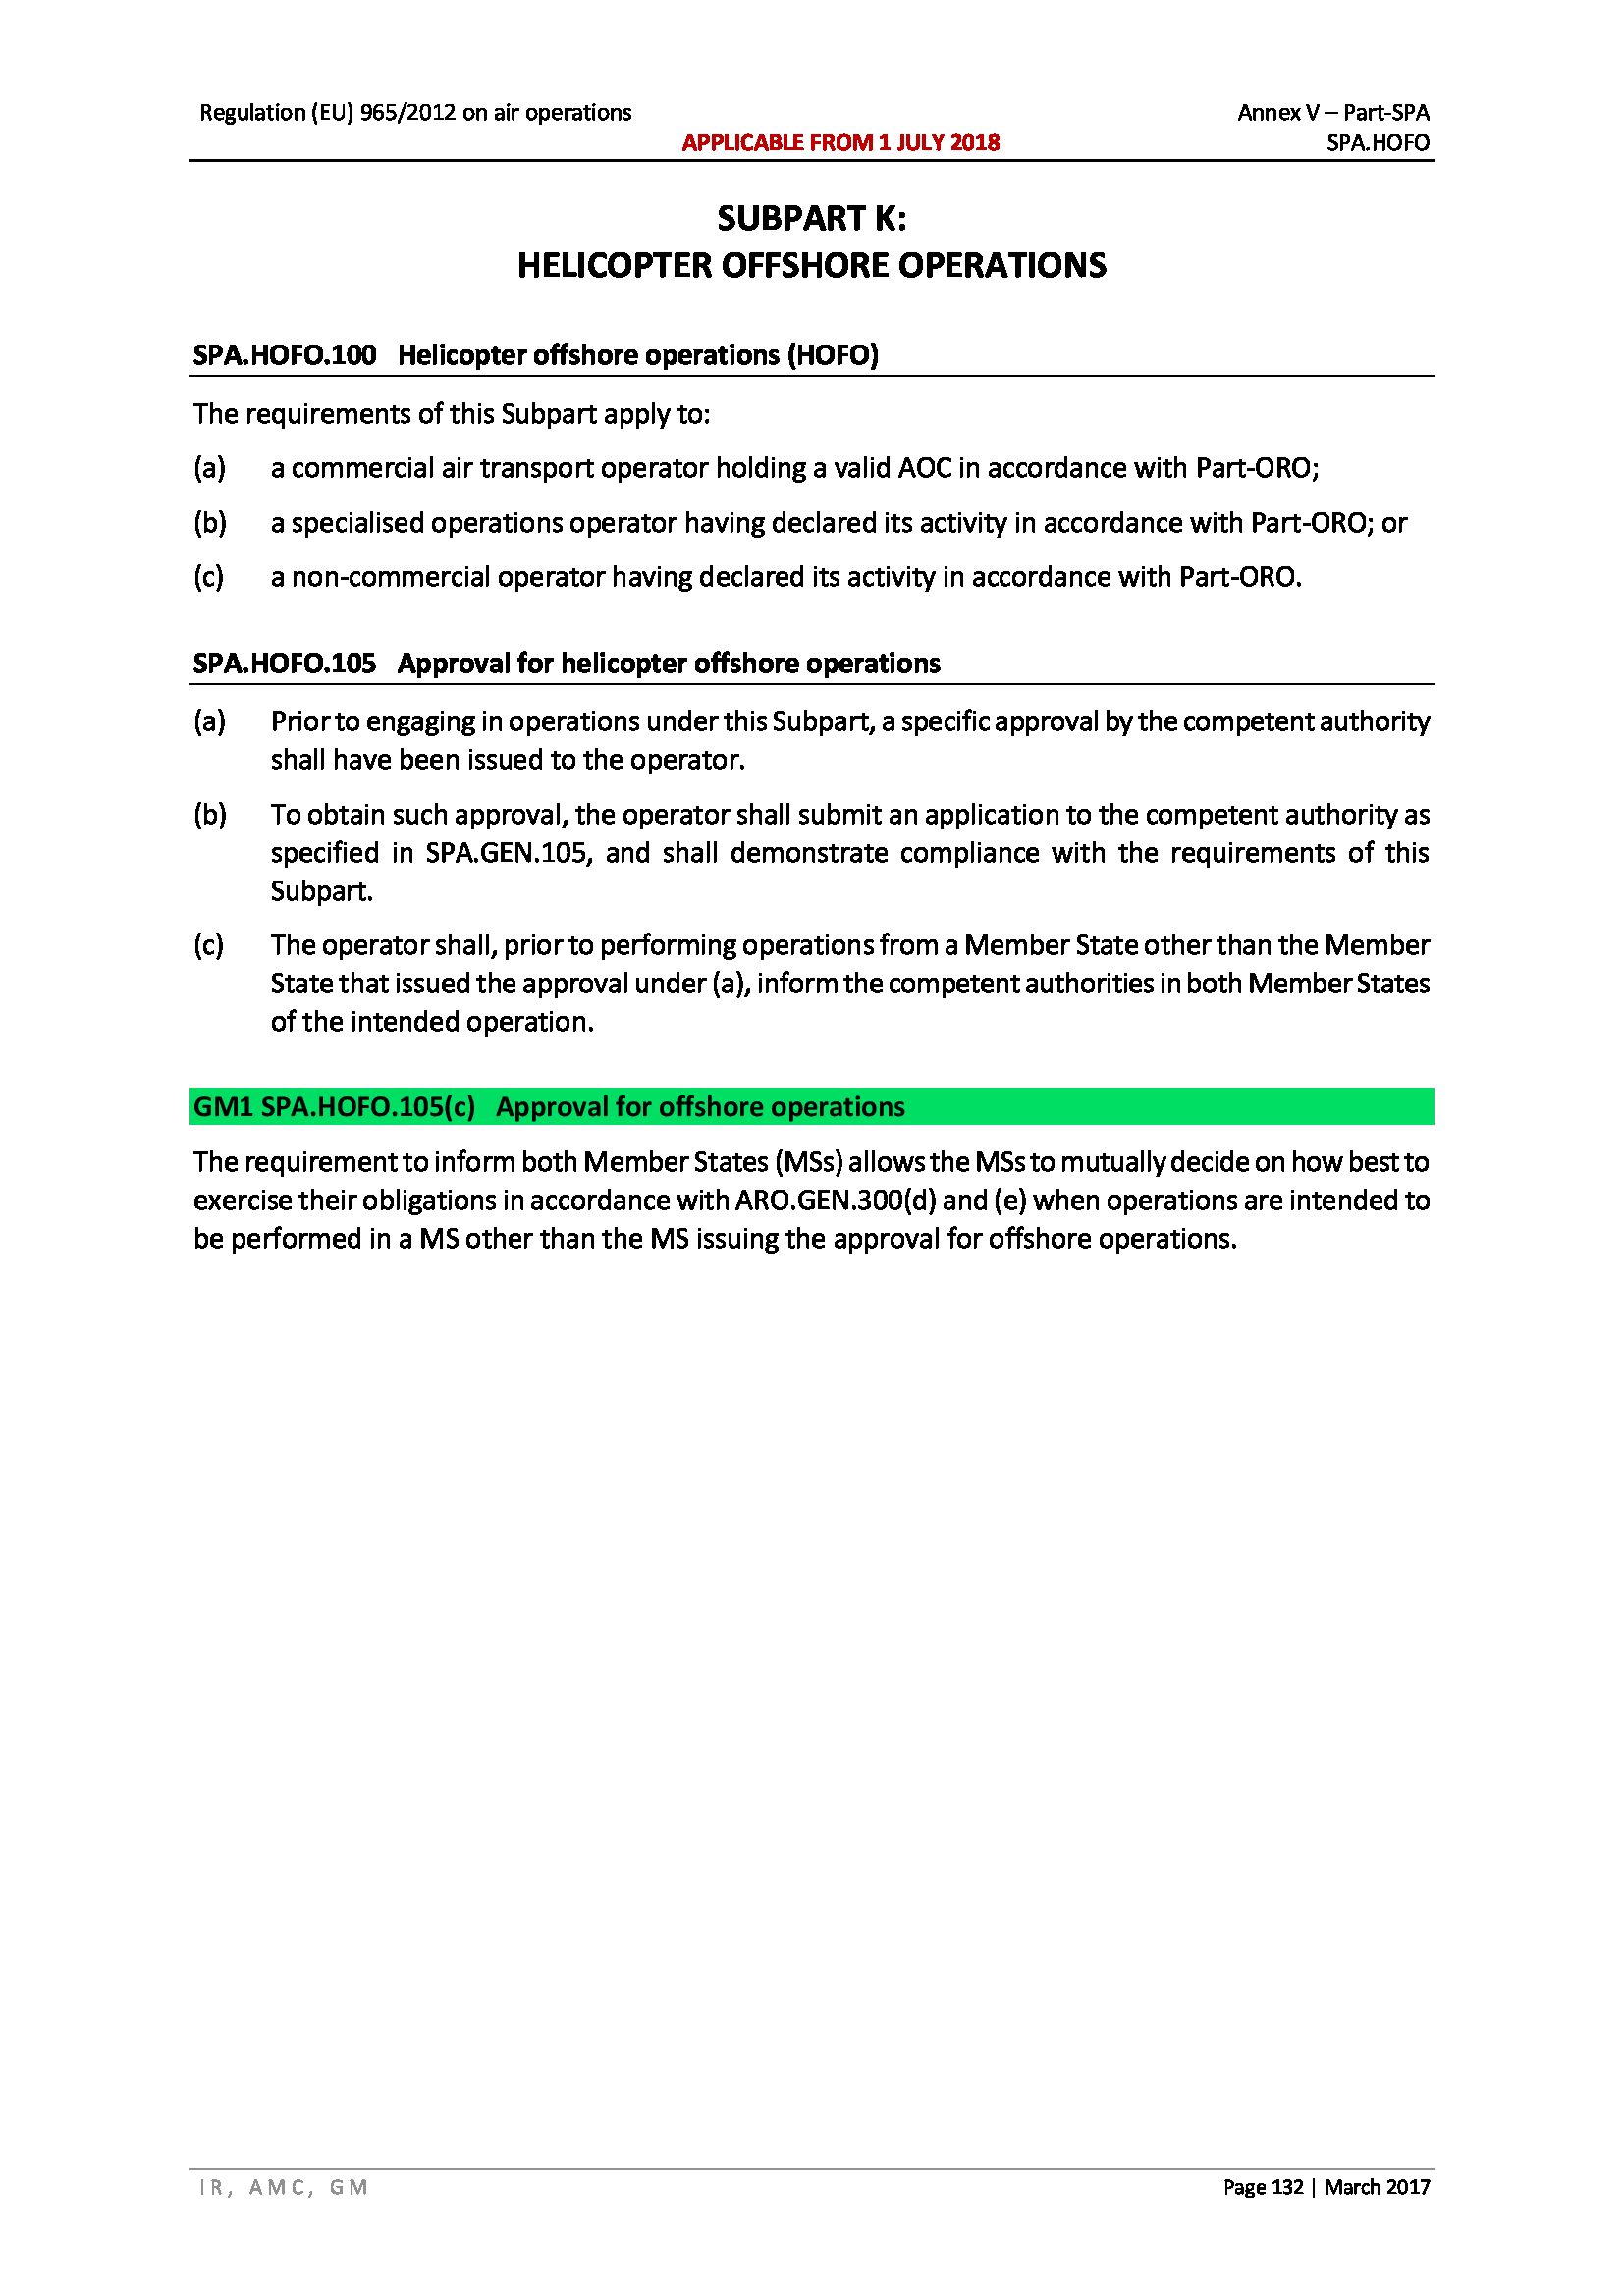 Regulation (EU) 965/2012 on air operations
Annex V – Part-SPA
APPLICABLE FROM 1 JULY 2018
SPA.HOFO
SUBPART K:
HELICOPTER OFFSHORE OPERATIONS
SPA.HOFO.100 Helicopter offshore operations (HOFO)
The requirements of this Subpart apply to:
(a) a commercial air transport operator holding a valid AOC in accordance with Part-ORO;
(b) a specialised operations operator having declared its activity in accordance with Part-ORO; or
(c) a non-commercial operator having declared its activity in accordance with Part-ORO.
SPA.HOFO.105 Approval for helicopter offshore operations
(a) Prior to engaging in operations under this Subpart, a specific approval by the competent authority
shall have been issued to the operator.
(b) To obtain such approval, the operator shall submit an application to the competent authority as
specified in SPA.GEN.105, and shall demonstrate compliance with the requirements of this
Subpart.
(c) The operator shall, prior to performing operations from a Member State other than the Member
State that issued the approval under (a), inform the competent authorities in both Member States
of the intended operation.
GM1 SPA.HOFO.105(c) Approval for offshore operations
The requirement to inform both Member States (MSs) allows the MSs to mutually decide on how best to
exercise their obligations in accordance with ARO.GEN.300(d) and (e) when operations are intended to
be performed in a MS other than the MS issuing the approval for offshore operations.
IR, AMC, GM
Page 132 | March 2017